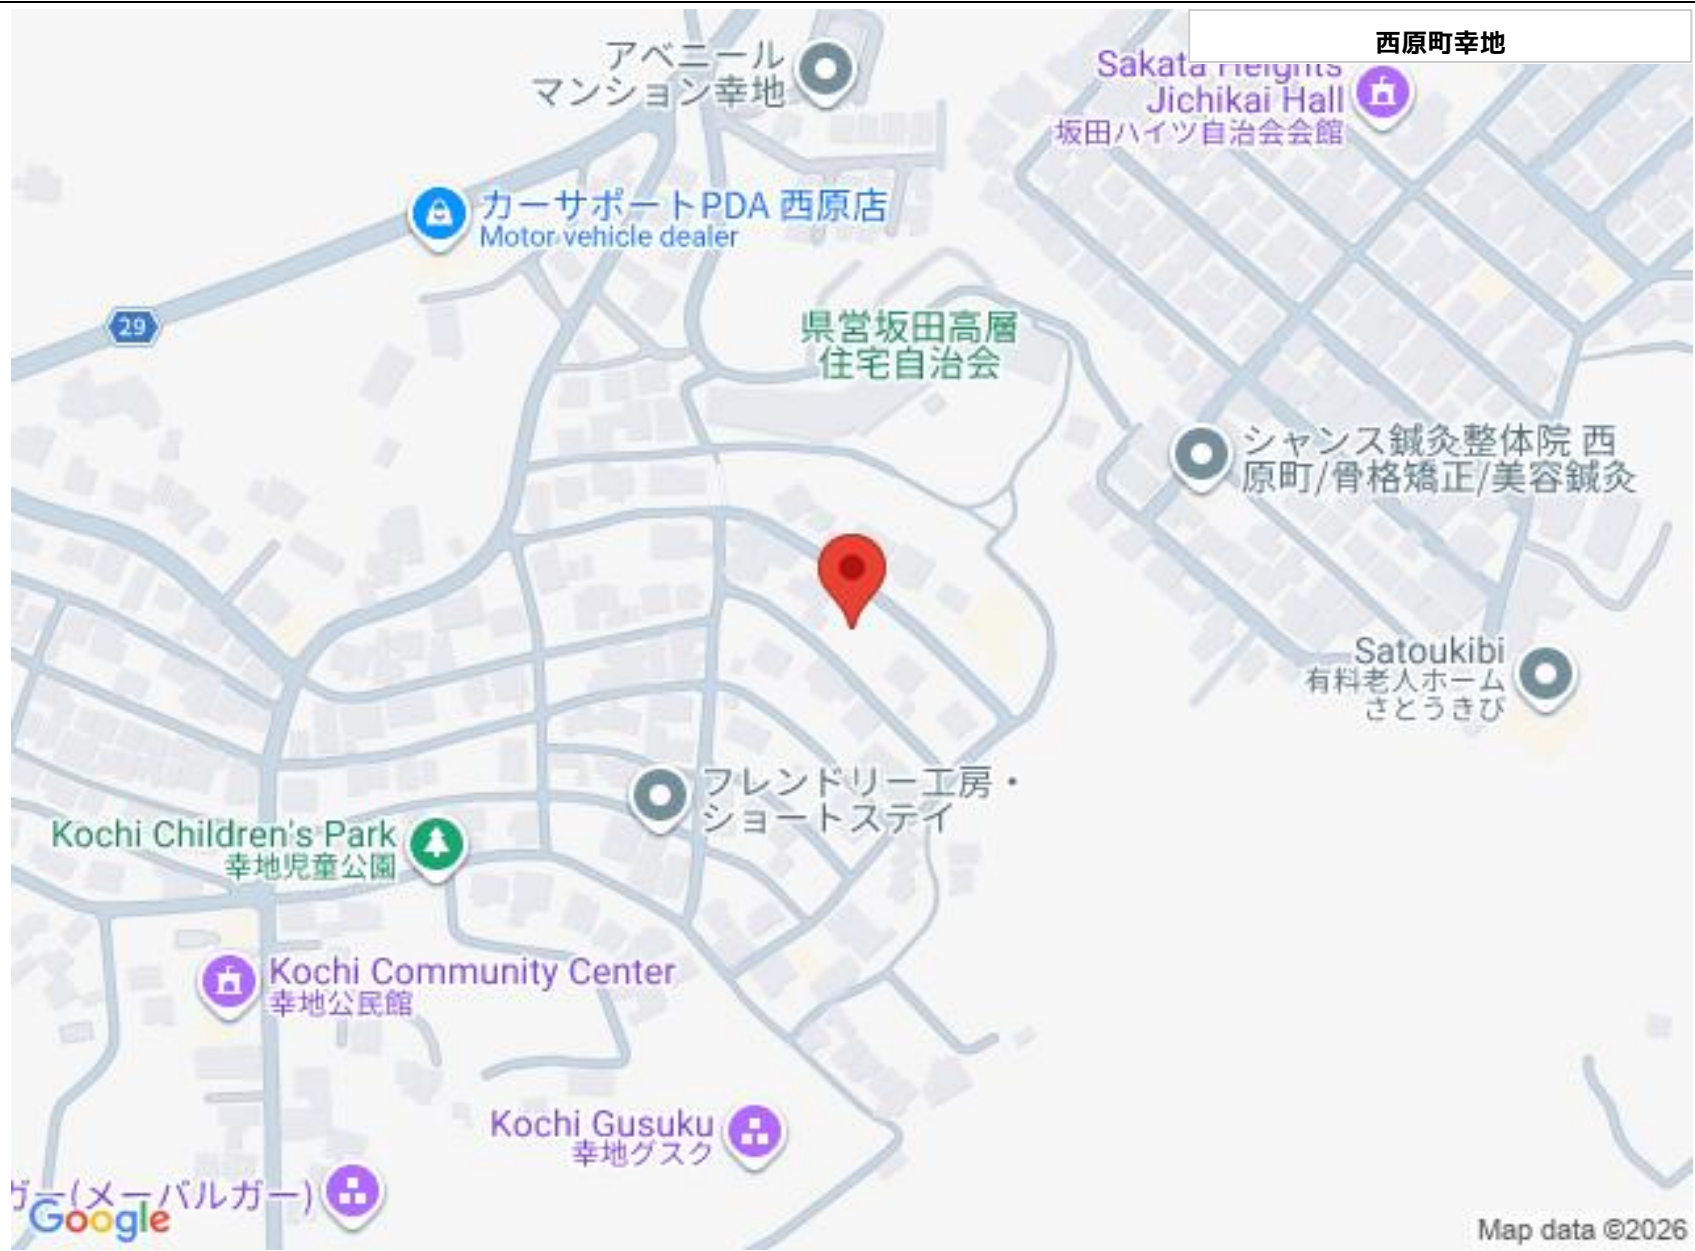 西原町幸地
アベニール
マンション幸地
Sakata Heights
Jichikai Hall
坂田ハイツ自治会会館
カーサポートPDA 西原店
Motor vehicle dealer
29
県営坂田高層
住宅自治会
シャンス鍼灸整体院 西
原町/骨格矯正/美容鍼灸
Satoukibi
有料老人ホーム
さとうきび
フレンドリー工房・
ショートステイ
Kochi Children's Park
幸地児童公園
Kochi Community Center
幸地公民館
Kochi Gusuku
幸地グスク
ガー(メーバルガー)
Google
Map data ©2026